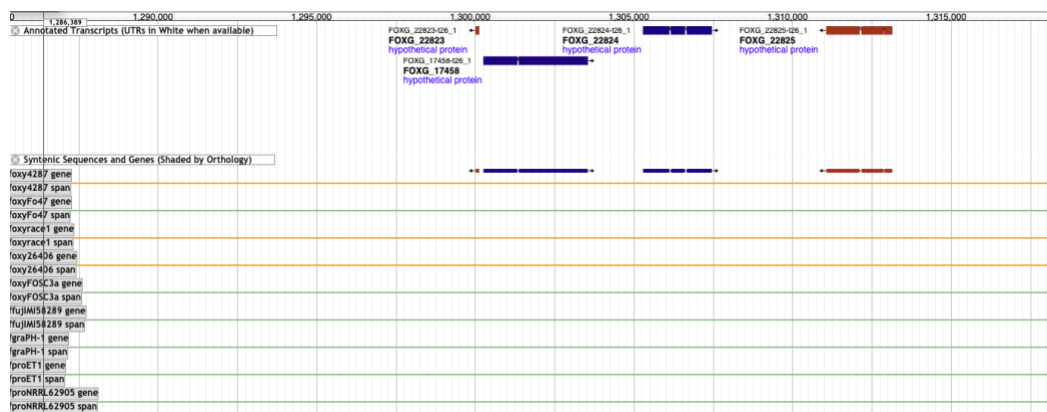 1,290,000 1,295,000 1,300,000 1,305,000 1,310,000 1,315,000
1,286,389
Annotated Transcripts (UTRs in White when available)
FOXG_22823-t26_1 FOXG_22824-t26_1 FOXG_22825-t26_1
FOXG_22823 FOXG_22824 FOXG_22825
hypothetical protein hypothetical protein hypothetical protein
FOXG_17458-t26_1
FOXG_17458
hypothetical protein
Syntenic Sequences and Genes (Shaded by Orthology)
foxy4287 gene
foxy4287 span
foxyFo47 gene
foxyFo47 span
foxyrace1 gene
foxyrace1 span
foxy26406 gene
foxy26406 span
foxyFOSC3a gene
foxyFOSC3a span
ffujIMI58289 gene
ffujIMI58289 span
fgraPH-1 gene
fgraPH-1 span
fproET1 gene
fproET1 span
fproNRRL62905 gene
fproNRRL62905 span